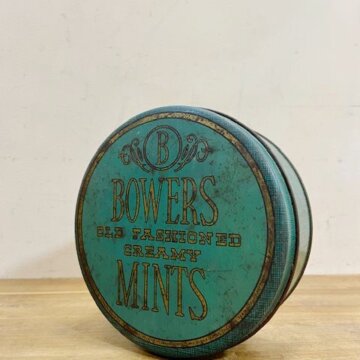 B
BOWERS
OLD FASHIONED
CREAMY
MINTS